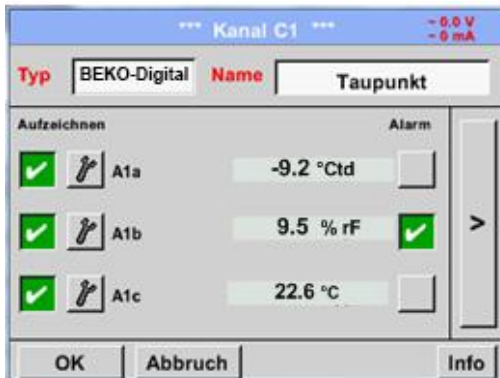 *** Kanal C1 ***
~ 0,0 V
~ 0 mA
Typ BEKO-Digital Name Taupunkt
Aufzeichnen Alarm
A1a -9.2 °Ctd
A1b 9.5 % rF
A1c 22.6 °C
>
OK Abbruch Info